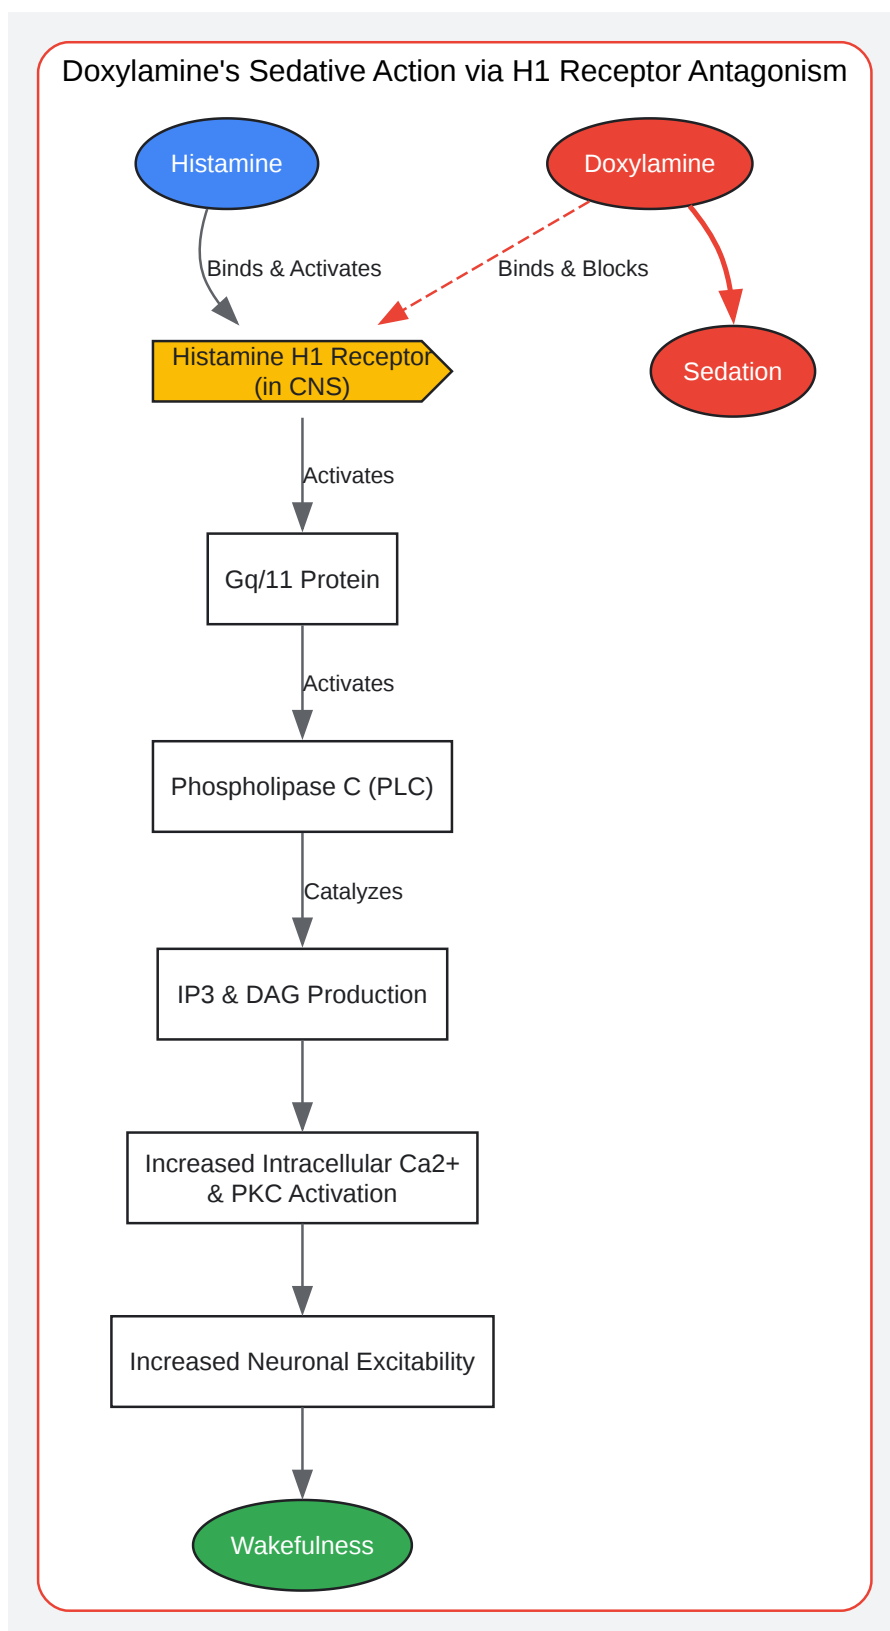 Doxylamine's Sedative Action via H1 Receptor Antagonism
Histamine
Doxylamine
Binds & Activates
Binds & Blocks
Histamine H1 Receptor
(in CNS)
Sedation
Activates
Gq/11 Protein
Activates
Phospholipase C (PLC)
Catalyzes
IP3 & DAG Production
Increased Intracellular Ca2+
& PKC Activation
Increased Neuronal Excitability
Wakefulness